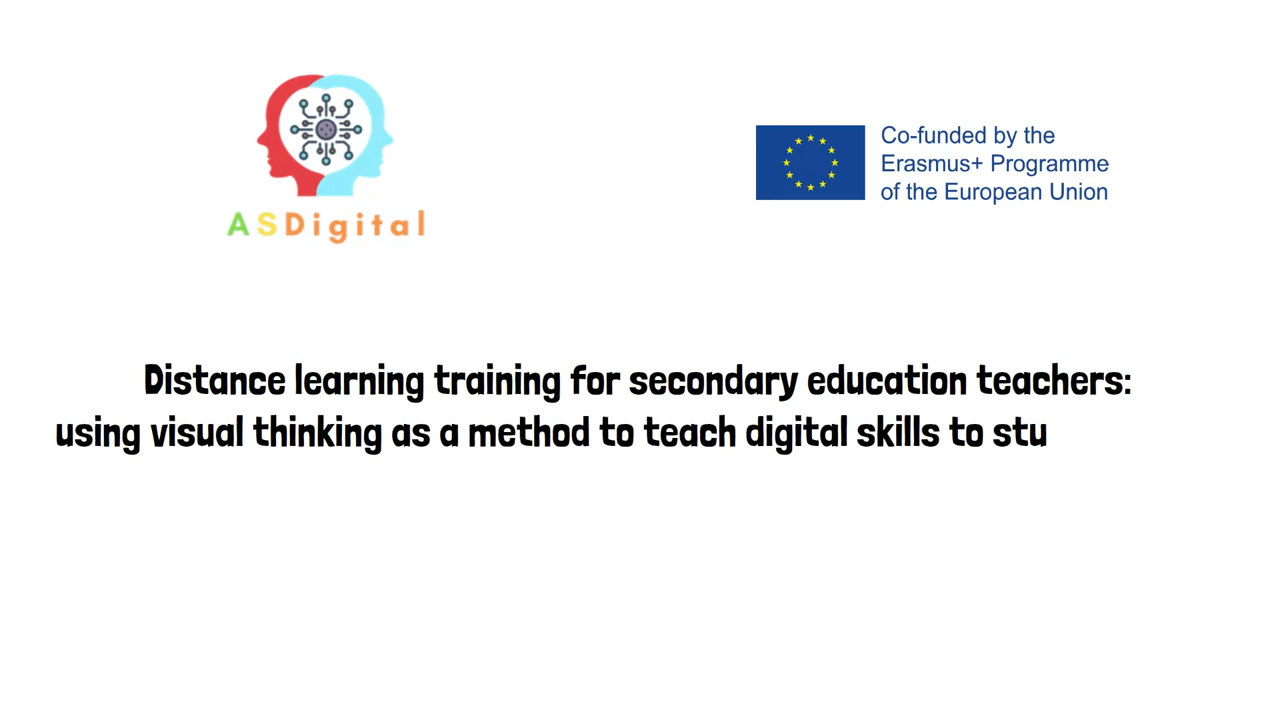 ASDigital
Co-funded by the
Erasmus+ Programme
of the European Union
Distance learning training for secondary education teachers:
using visual thinking as a method to teach digital skills to stu